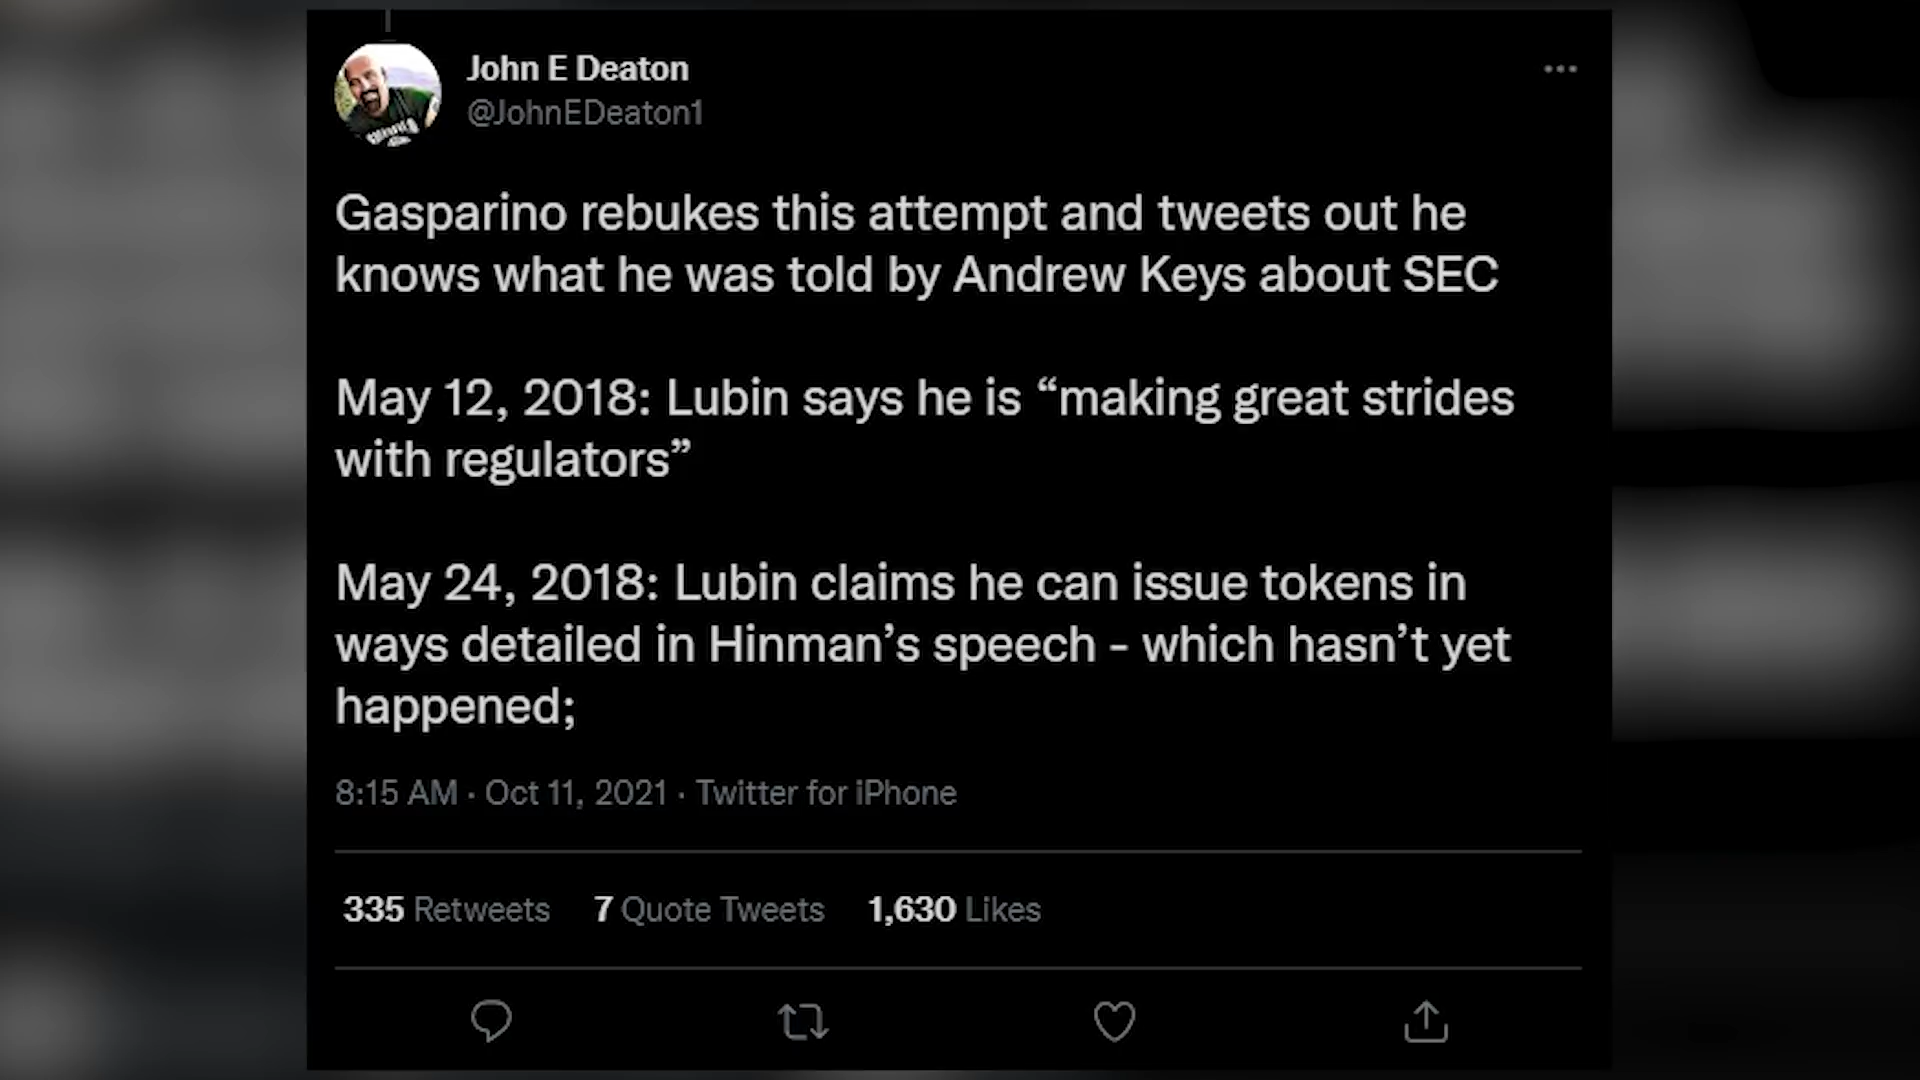 John E Deaton
@JohnEDeaton1
Gasparino rebukes this attempt and tweets out he
knows what he was told by Andrew Keys about SEC
May 12, 2018: Lubin says he is “making great strides
with regulators”
May 24, 2018: Lubin claims he can issue tokens in
ways detailed in Hinman’s speech - which hasn’t yet
happened;
8:15 AM · Oct 11, 2021 · Twitter for iPhone
335 Retweets 7 Quote Tweets 1,630 Likes